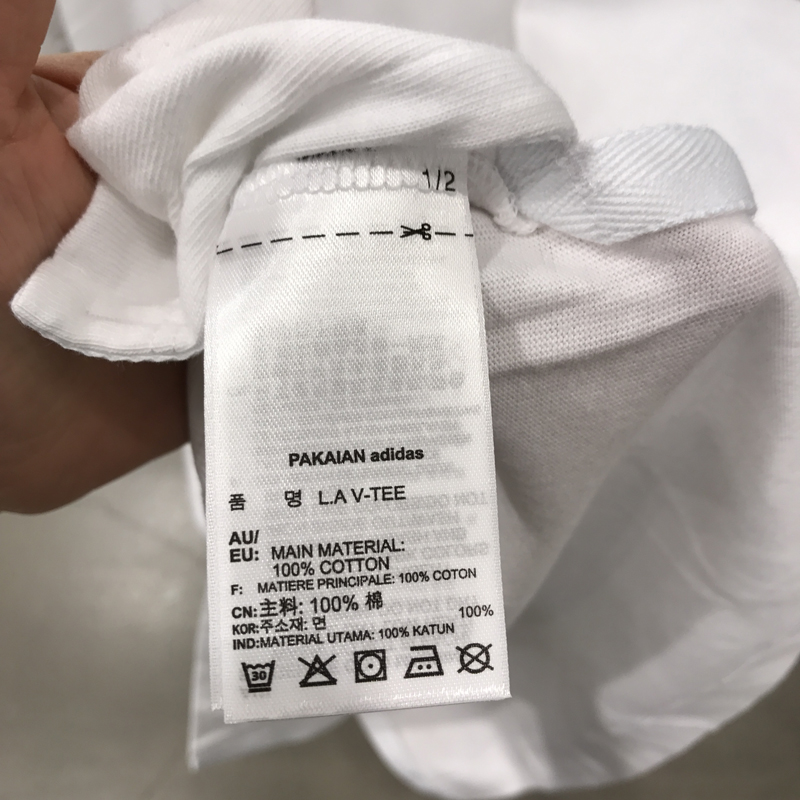 1/2
PAKAIAN adidas
품 명 L.A V-TEE
AU/
EU: MAIN MATERIAL:
100% COTTON
F: MATIERE PRINCIPALE: 100% COTON
CN:主料: 100% 棉
KOR:주소재: 면 100%
IND:MATERIAL UTAMA: 100% KATUN
30